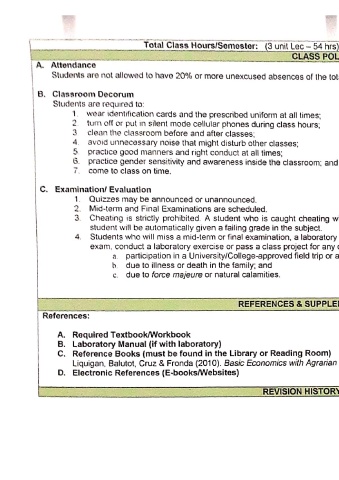 Total Class Hours/Semester: (3 unit Lec – 54 hrs)
CLASS POL
A. Attendance
Students are not allowed to have 20% or more unexcused absences of the tot
B. Classroom Decorum
Students are required to:
1. wear identification cards and the prescribed uniform at all times;
2. turn off or put in silent mode cellular phones during class hours;
3. clean the classroom before and after classes;
4. avoid unnecessary noise that might disturb other classes;
5. practice good manners and right conduct at all times;
6. practice gender sensitivity and awareness inside the classroom; and
7. come to class on time.
C. Examination/ Evaluation
1. Quizzes may be announced or unannounced.
2. Mid-term and Final Examinations are scheduled.
3. Cheating is strictly prohibited. A student who is caught cheating w
student will be automatically given a failing grade in the subject.
4. Students who will miss a mid-term or final examination, a laboratory
exam, conduct a laboratory exercise or pass a class project for any o
a. participation in a University/College-approved field trip or a
b. due to illness or death in the family; and
c. due to force majeure or natural calamities.
REFERENCES & SUPPLE
References:
A. Required Textbook/Workbook
B. Laboratory Manual (if with laboratory)
C. Reference Books (must be found in the Library or Reading Room)
Liquigan, Balutot, Cruz & Fronda (2010). Basic Economics with Agrarian
D. Electronic References (E-books/Websites)
REVISION HISTORY